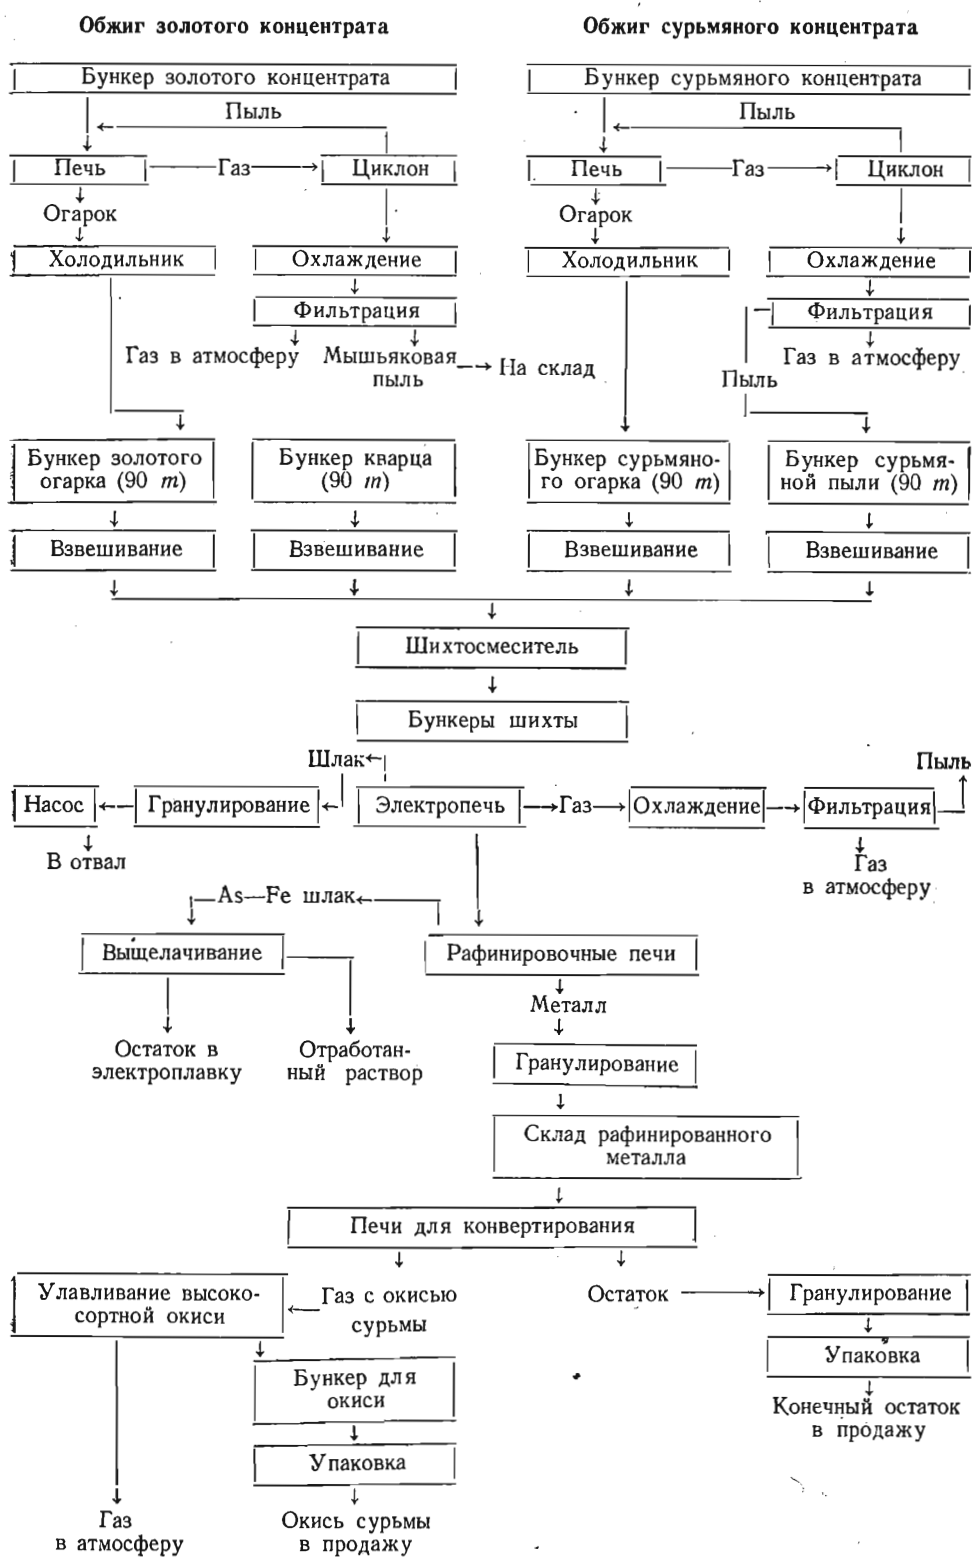 Обжиг золотого концентрата
Обжиг сурьмяного концентрата
Бункер золотого концентрата
Бункер сурьмяного концентрата
Пыль
Пыль
Печь
Газ
Циклон
Печь
Газ
Циклон
Огарок
Огарок
Холодильник
Охлаждение
Холодильник
Охлаждение
Фильтрация
Фильтрация
Газ в атмосферу
Мышьяковая
пыль
На склад
Газ в атмосферу
Пыль
Бункер золотого
огарка (90 т)
Бункер кварца
(90 т)
Бункер сурьмяно-
го огарка (90 т)
Бункер сурьмя-
ной пыли (90 т)
Взвешивание
Взвешивание
Взвешивание
Взвешивание
Шихтосмеситель
Бункеры шихты
Шлак
Пыль
Насос
Гранулирование
Электропечь
Газ
Охлаждение
Фильтрация
В отвал
Газ
в атмосферу
As—Fe шлак
Выщелачивание
Рафинировочные печи
Металл
Остаток в
электроплавку
Отработан-
ный раствор
Гранулирование
Склад рафинированного
металла
Печи для конвертирования
Улавливание высоко-
сортной окиси
Газ с окисью
сурьмы
Остаток
Гранулирование
Упаковка
Бункер для
окиси
Конечный остаток
в продажу
Упаковка
Газ
в атмосферу
Окись сурьмы
в продажу